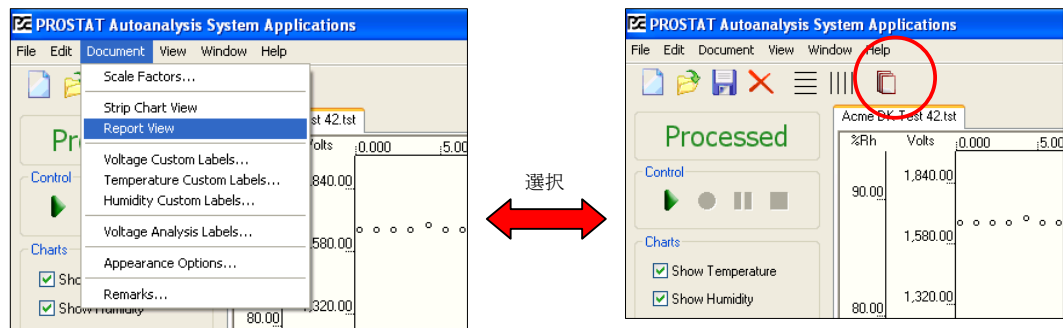 PROSTAT Autoanalysis System Applications
File Edit Document View Window Help
Scale Factors...
Strip Chart View
Report View
Voltage Custom Labels...
Temperature Custom Labels...
Humidity Custom Labels...
Voltage Analysis Labels...
Appearance Options...
Remarks...
Pr
Control
Charts
Sho
Show Humidity
st 42.tst
Volts 0.000 5.00
,840.00
,580.00
,320.00
80.00
選択
PROSTAT Autoanalysis System Applications
File Edit Document View Window Help
Acme DK Test 42.tst
Processed
Control
Charts
Show Temperature
Show Humidity
%Rh Volts 0.000 5.00
1,840.00
90.00
1,580.00
1,320.00
80.00